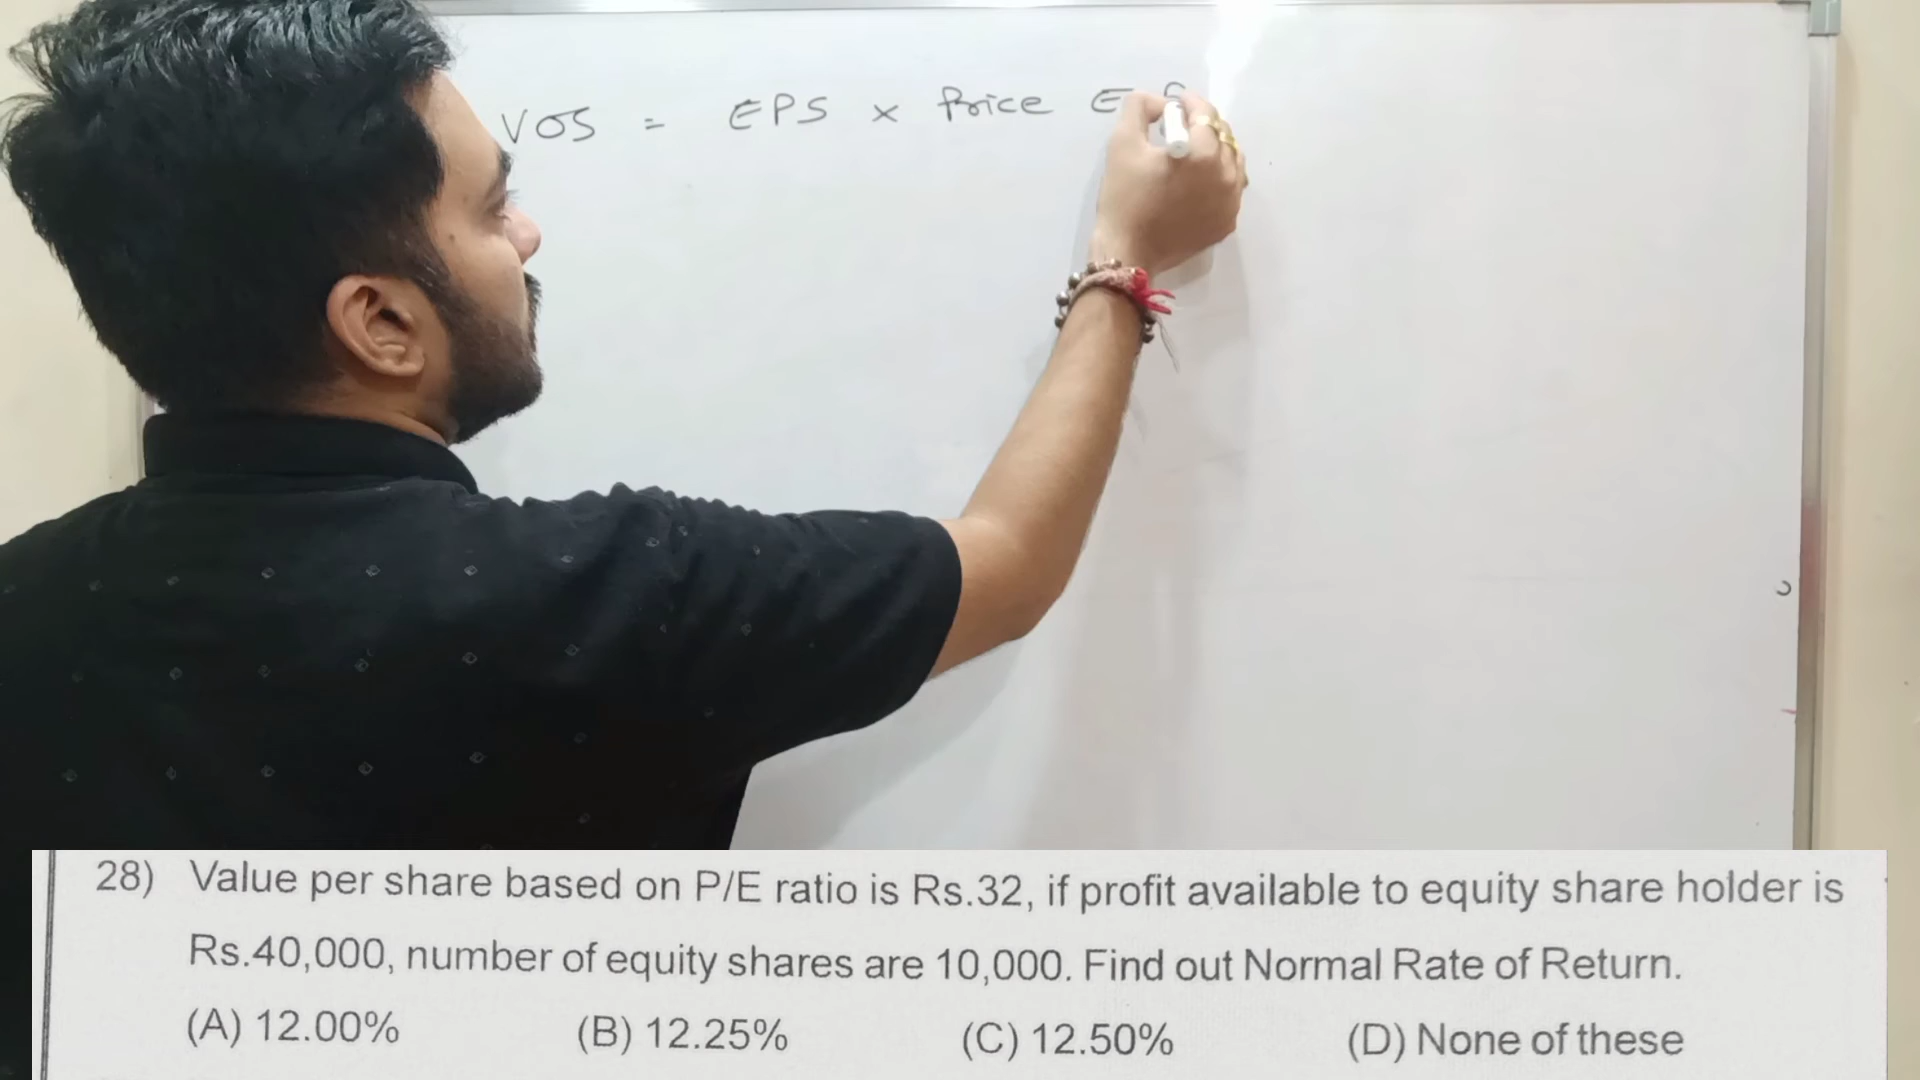 VOS = EPS × Price E
28) Value per share based on P/E ratio is Rs.32, if profit available to equity share holder is
Rs.40,000, number of equity shares are 10,000. Find out Normal Rate of Return.
(A) 12.00% (B) 12.25% (C) 12.50% (D) None of these